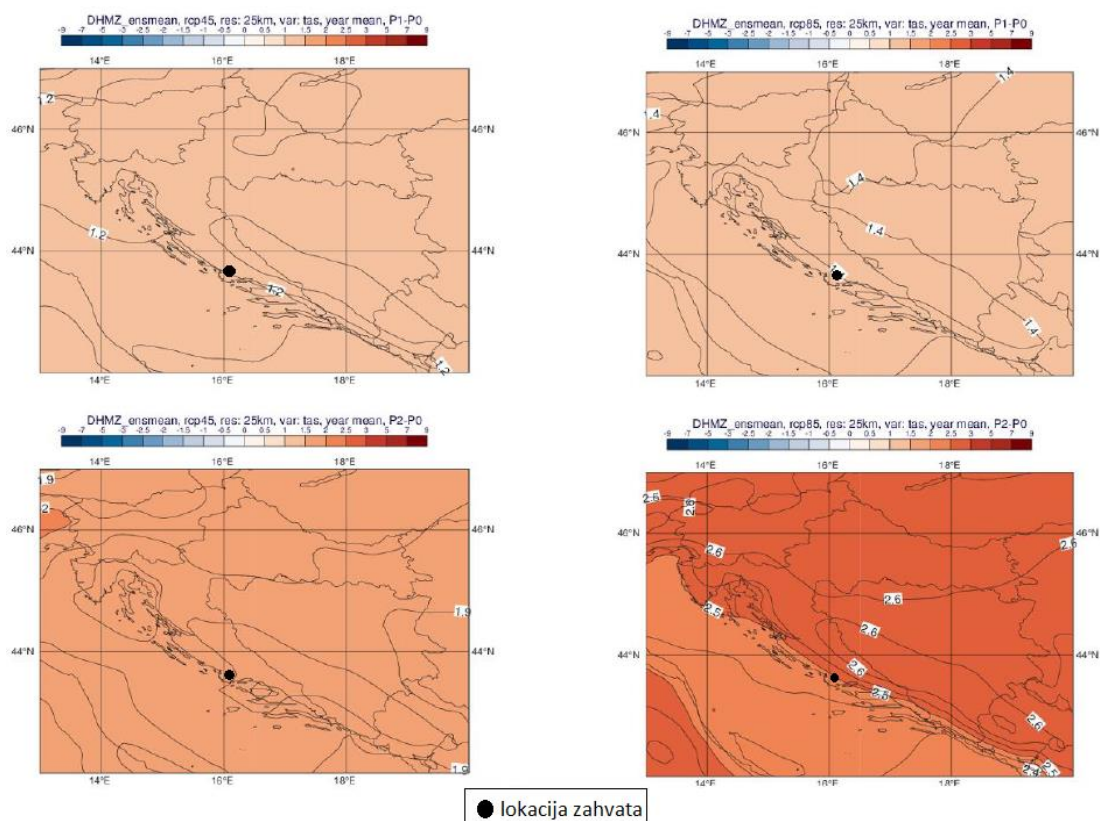 DHMZ_ensmean, rcp45, res: 25km, var: tas, year mean, P1-P0
-9 -7 -5 -3 -2.5 -2 -1.5 -1 -0.5 0 0.5 1 1.5 2 2.5 3 5 7 9
14°E 16°E 18°E
1.2
46°N
44°N
1.2
1.2
1.2
14°E 16°E 18°E
DHMZ_ensmean, rcp85, res: 25km, var: tas, year mean, P1-P0
-9 -7 -5 -3 -2.5 -2 -1.5 -1 -0.5 0 0.5 1 1.5 2 2.5 3 5 7 9
14°E 16°E 18°E
1.4
1.4
46°N 46°N
1.4
1.4
44°N 44°N
1.4
14°E 16°E 18°E
DHMZ_ensmean, rcp45, res: 25km, var: tas, year mean, P2-P0
-9 -7 -5 -3 -2.5 -2 -1.5 -1 -0.5 0 0.5 1 1.5 2 2.5 3 5 7 9
14°E 16°E 18°E
1.9
2
46°N
1.9
44°N
1.9
14°E 16°E 18°E
DHMZ_ensmean, rcp85, res: 25km, var: tas, year mean, P2-P0
-9 -7 -5 -3 -2.5 -2 -1.5 -1 -0.5 0 0.5 1 1.5 2 2.5 3 5 7 9
14°E 16°E 18°E
2.5 2.6
46°N 46°N
2.6 2.6
2.5 2.6
2.6
44°N 44°N
2.6
2.5
2.6
2.4 2.5
14°E 16°E 18°E
lokacija zahvata